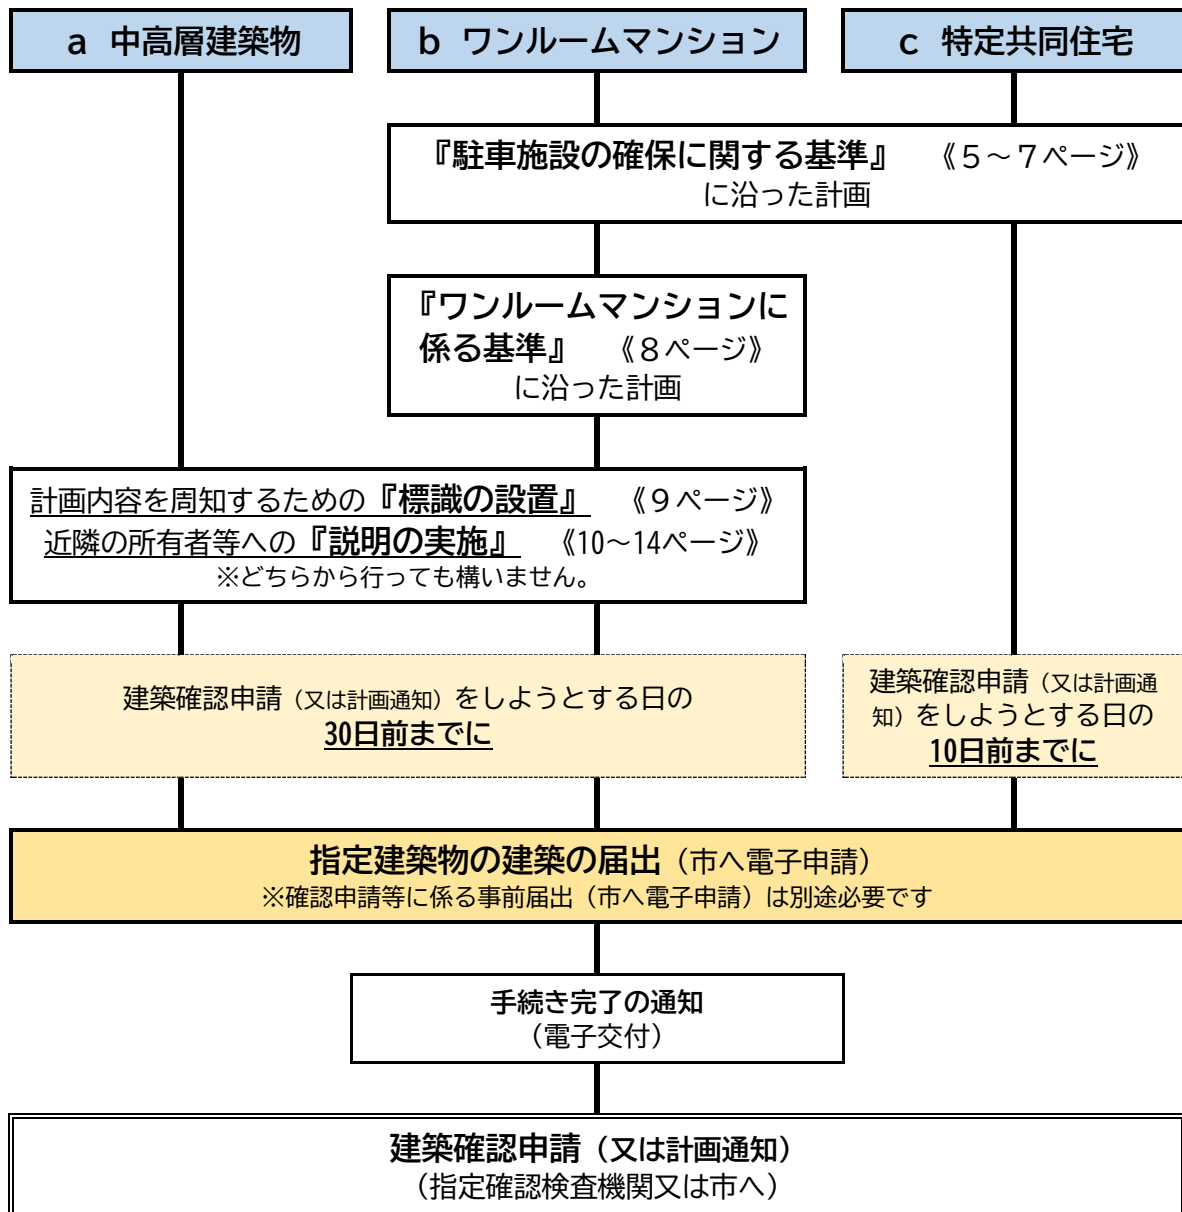 a 中高層建築物
b ワンルームマンション
c 特定共同住宅
『駐車施設の確保に関する基準』 《5~7ページ》
に沿った計画
『ワンルームマンションに
係る基準』 《8ページ》
に沿った計画
計画内容を周知するための『標識の設置』 《9ページ》
近隣の所有者等への『説明の実施』 《10~14ページ》
※どちらから行っても構いません。
建築確認申請（又は計画通知）をしようとする日の
30日前までに
建築確認申請（又は計画通
知）をしようとする日の
10日前までに
指定建築物の建築の届出（市へ電子申請）
※確認申請等に係る事前届出（市へ電子申請）は別途必要です
手続き完了の通知
（電子交付）
建築確認申請（又は計画通知）
（指定確認検査機関又は市へ）